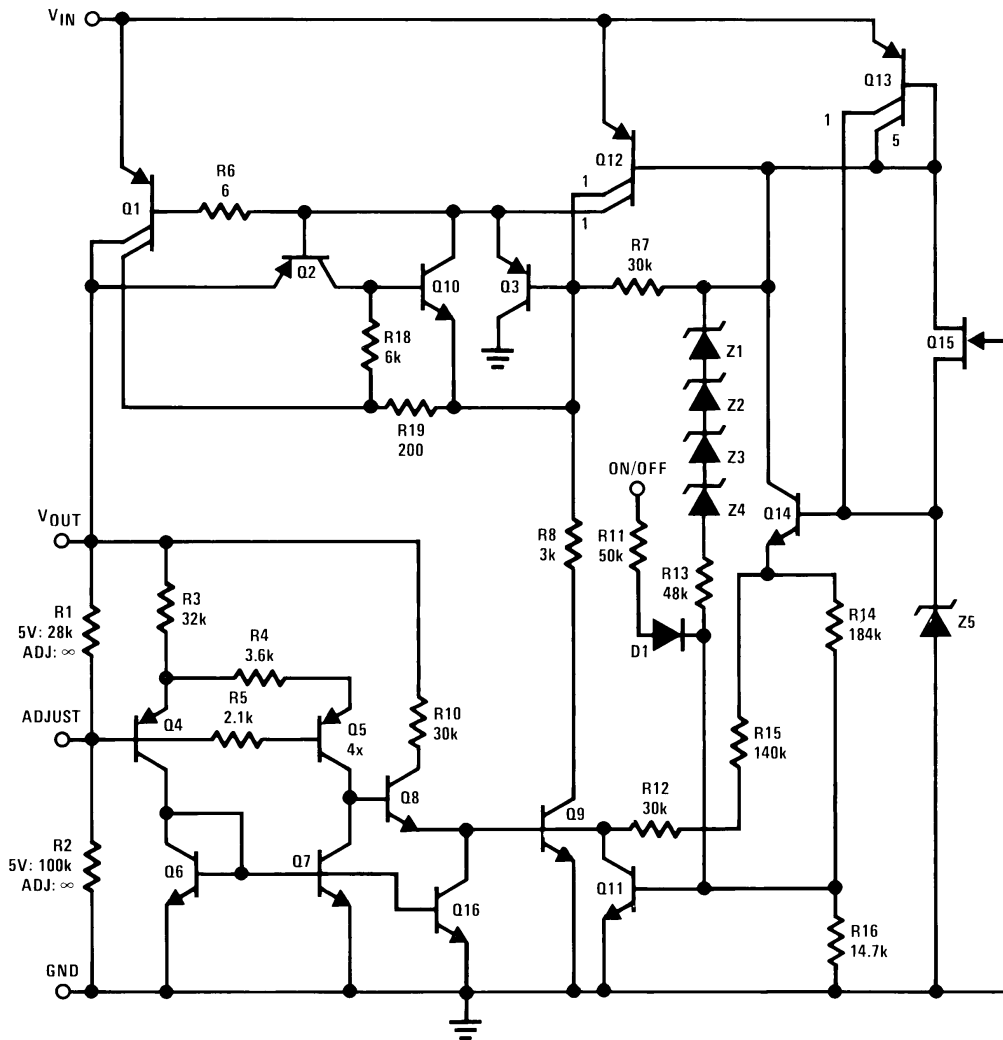 VIN
Q13
1
5
Q12
R6
6
Q1
1
1
R7
30k
Q2
Q10
Q3
Q15
R18
6k
Z1
Z2
R19
200
Z3
ON/OFF
Z4
Q14
VOUT
R8
3k
R11
50k
R13
48k
R3
32k
R1
5V: 28k
ADJ: ∞
R14
184k
Z5
R4
3.6k
D1
ADJUST
Q4
R5
2.1k
Q5
4x
R10
30k
R15
140k
Q8
Q9
R12
30k
R2
5V: 100k
ADJ: ∞
Q6
Q7
Q11
Q16
R16
14.7k
GND